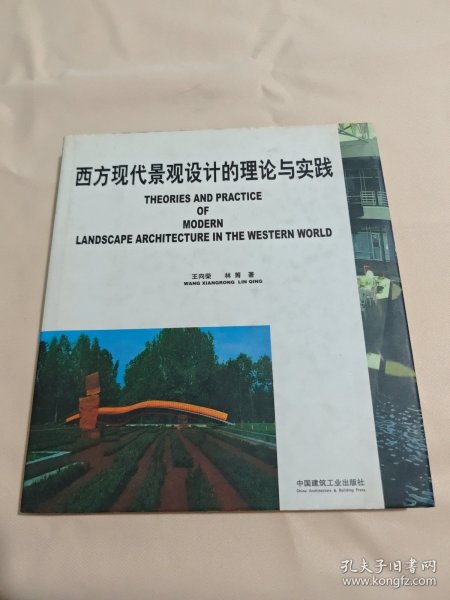 西方现代景观设计的理论与实践
THEORIES AND PRACTICE
OF
MODERN
LANDSCAPE ARCHITECTURE IN THE WESTERN WORLD
王向荣 林箐 著
WANG XIANGRONG LIN QING
中国建筑工业出版社
China Architecture & Building Press
孔夫子旧书网
www.kongfz.com